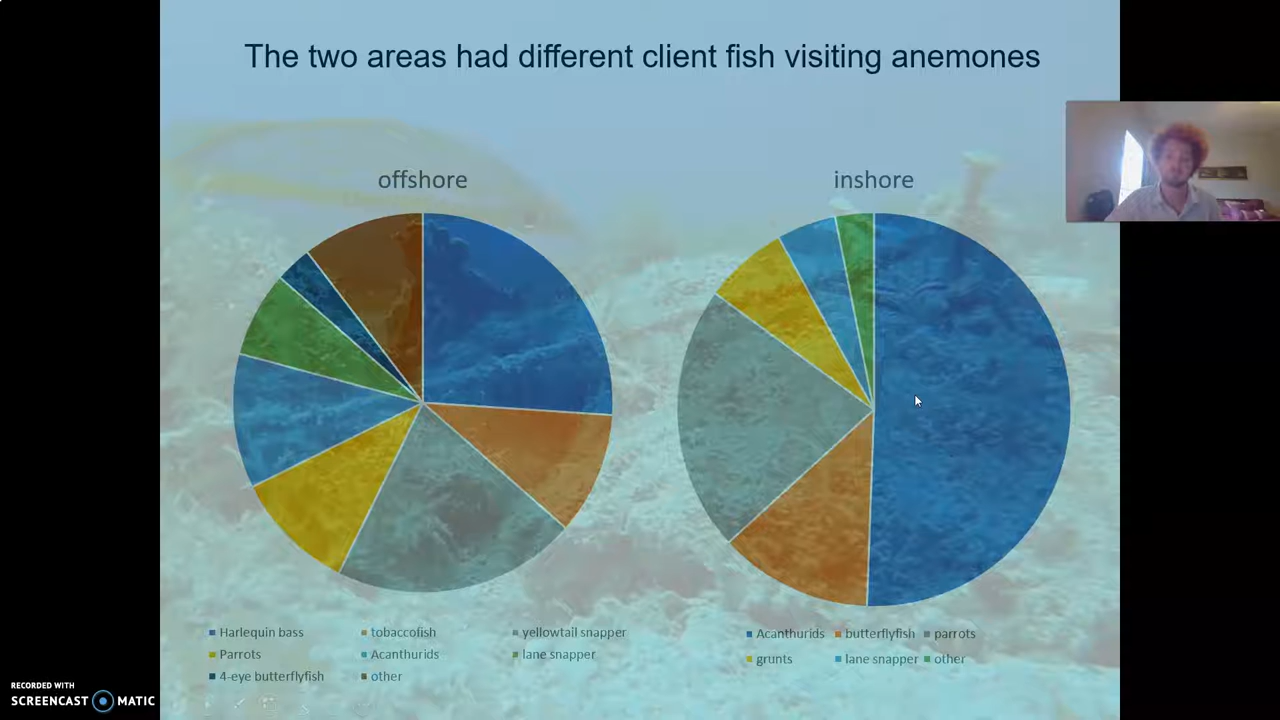 The two areas had different client fish visiting anemones
offshore
inshore
Harlequin bass
tobaccofish
yellowtail snapper
Parrots
Acanthurids
lane snapper
4-eye butterflyfish
other
Acanthurids
butterflyfish
parrots
grunts
lane snapper
other
RECORDED WITH
SCREENCAST MATIC